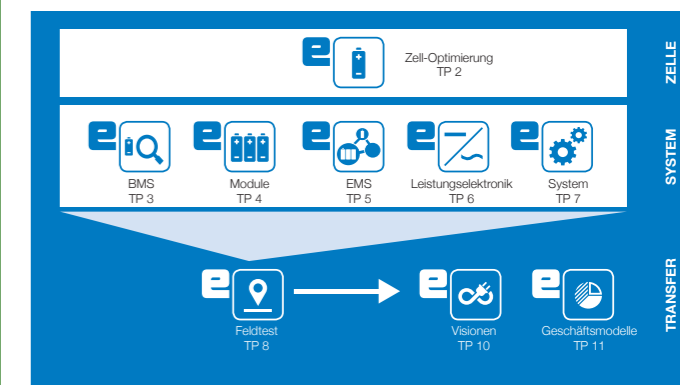 e
Zell-Optimierung
TP 2
ZELLE
e
BMS
TP 3
e
Module
TP 4
e
EMS
TP 5
e
Leistungselektronik
TP 6
e
System
TP 7
SYSTEM
e
Feldtest
TP 8
e
Visionen
TP 10
e
Geschäftsmodelle
TP 11
TRANSFER